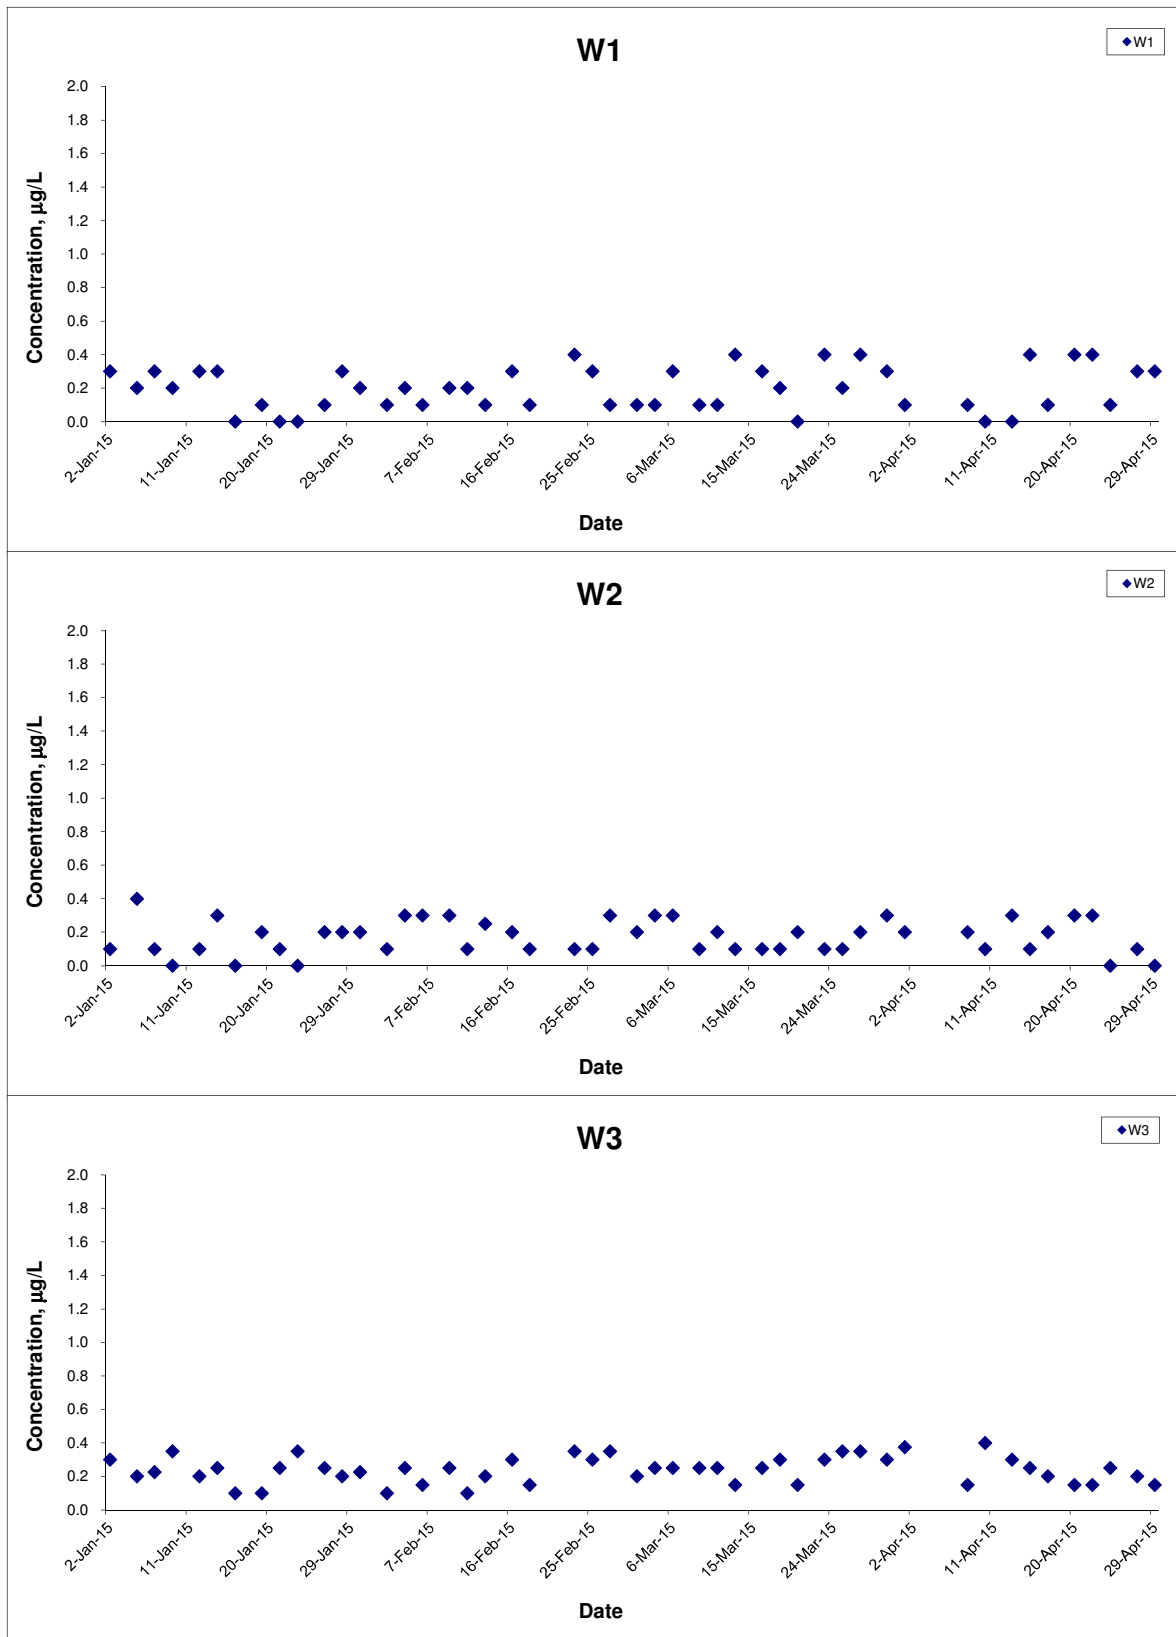 W1
W1
2.0
1.8
1.6
1.4
1.2
1.0
0.8
0.6
0.4
0.2
0.0
Concentration, µg/L
2-Jan-15
11-Jan-15
20-Jan-15
29-Jan-15
7-Feb-15
16-Feb-15
25-Feb-15
6-Mar-15
15-Mar-15
24-Mar-15
2-Apr-15
11-Apr-15
20-Apr-15
29-Apr-15
Date
W2
W2
2.0
1.8
1.6
1.4
1.2
1.0
0.8
0.6
0.4
0.2
0.0
Concentration, µg/L
2-Jan-15
11-Jan-15
20-Jan-15
29-Jan-15
7-Feb-15
16-Feb-15
25-Feb-15
6-Mar-15
15-Mar-15
24-Mar-15
2-Apr-15
11-Apr-15
20-Apr-15
29-Apr-15
Date
W3
W3
2.0
1.8
1.6
1.4
1.2
1.0
0.8
0.6
0.4
0.2
0.0
Concentration, µg/L
2-Jan-15
11-Jan-15
20-Jan-15
29-Jan-15
7-Feb-15
16-Feb-15
25-Feb-15
6-Mar-15
15-Mar-15
24-Mar-15
2-Apr-15
11-Apr-15
20-Apr-15
29-Apr-15
Date